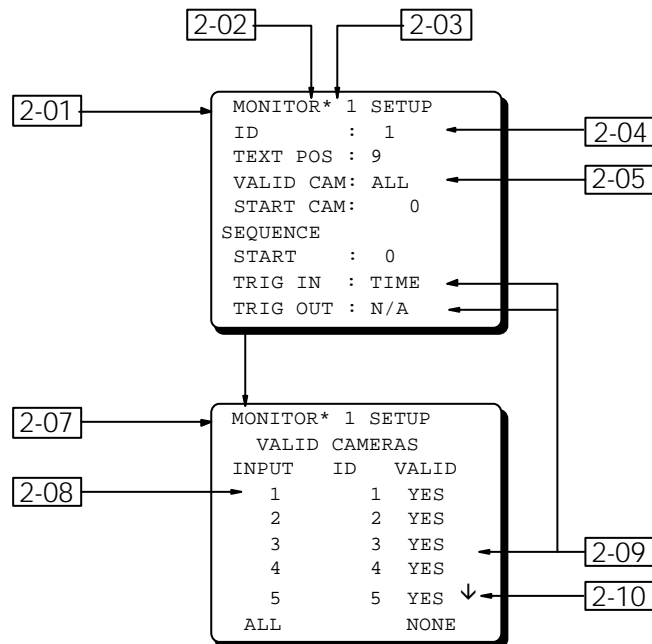 2-02 2-03
2-01 MONITOR* 1 SETUP
ID : 1 2-04
TEXT POS : 9
VALID CAM: ALL 2-05
START CAM: 0
SEQUENCE
START : 0
TRIG IN : TIME
TRIG OUT : N/A
2-07 MONITOR* 1 SETUP
VALID CAMERAS
INPUT ID VALID
2-08 1 1 YES
2 2 YES
3 3 YES 2-09
4 4 YES
5 5 YES ↓ 2-10
ALL NONE